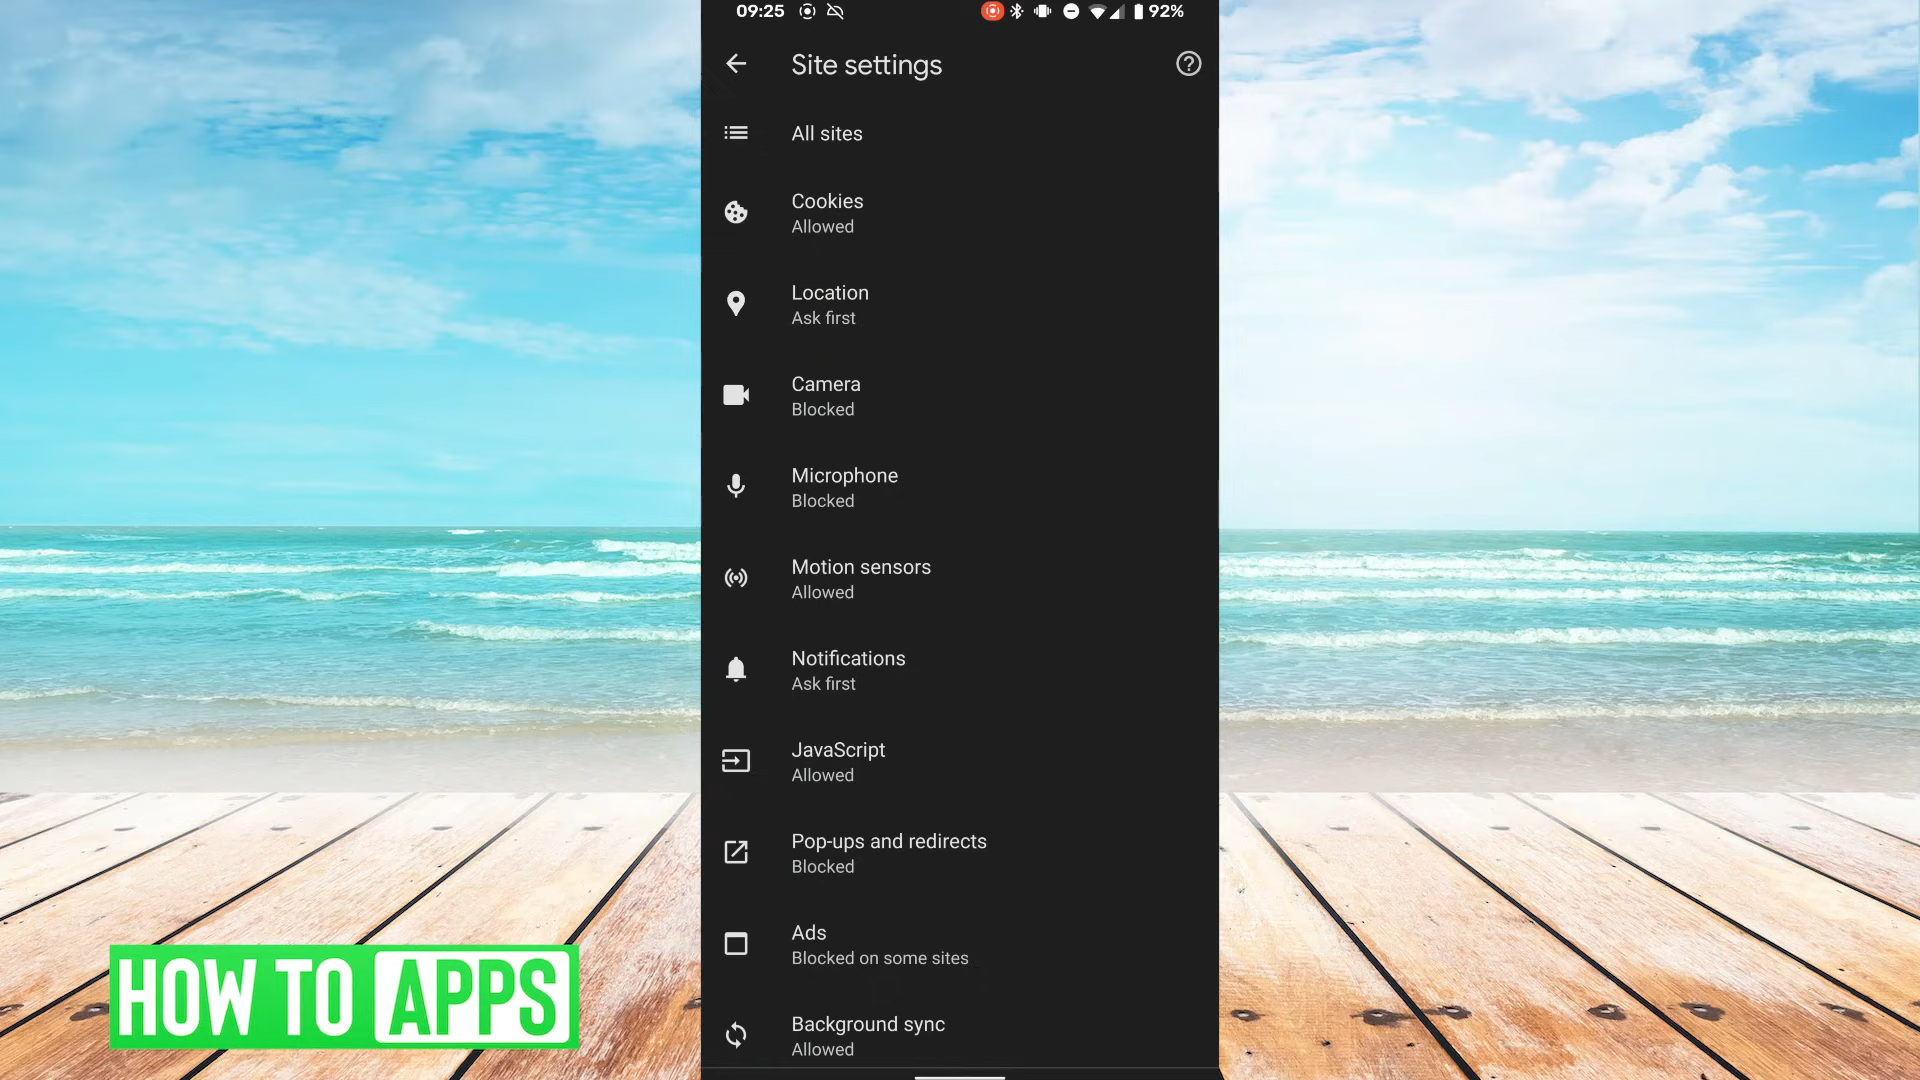 09:25
92%
Site settings
All sites
Cookies
Allowed
Location
Ask first
Camera
Blocked
Microphone
Blocked
Motion sensors
Allowed
Notifications
Ask first
JavaScript
Allowed
Pop-ups and redirects
Blocked
Ads
Blocked on some sites
Background sync
Allowed
HOW TO APPS